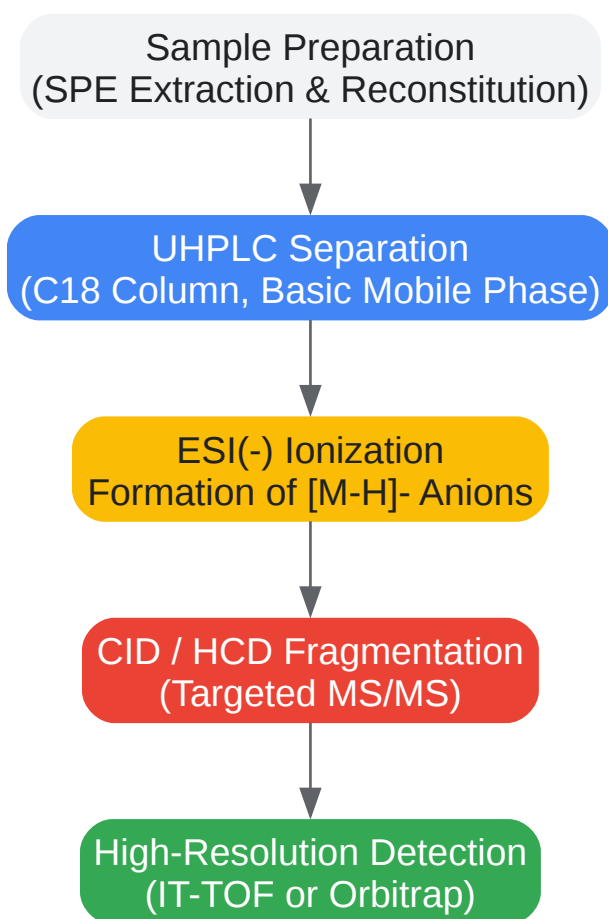 Sample Preparation
(SPE Extraction & Reconstitution)
UHPLC Separation
(C18 Column, Basic Mobile Phase)
ESI(-) Ionization
Formation of [M-H]- Anions
CID / HCD Fragmentation
(Targeted MS/MS)
High-Resolution Detection
(IT-TOF or Orbitrap)